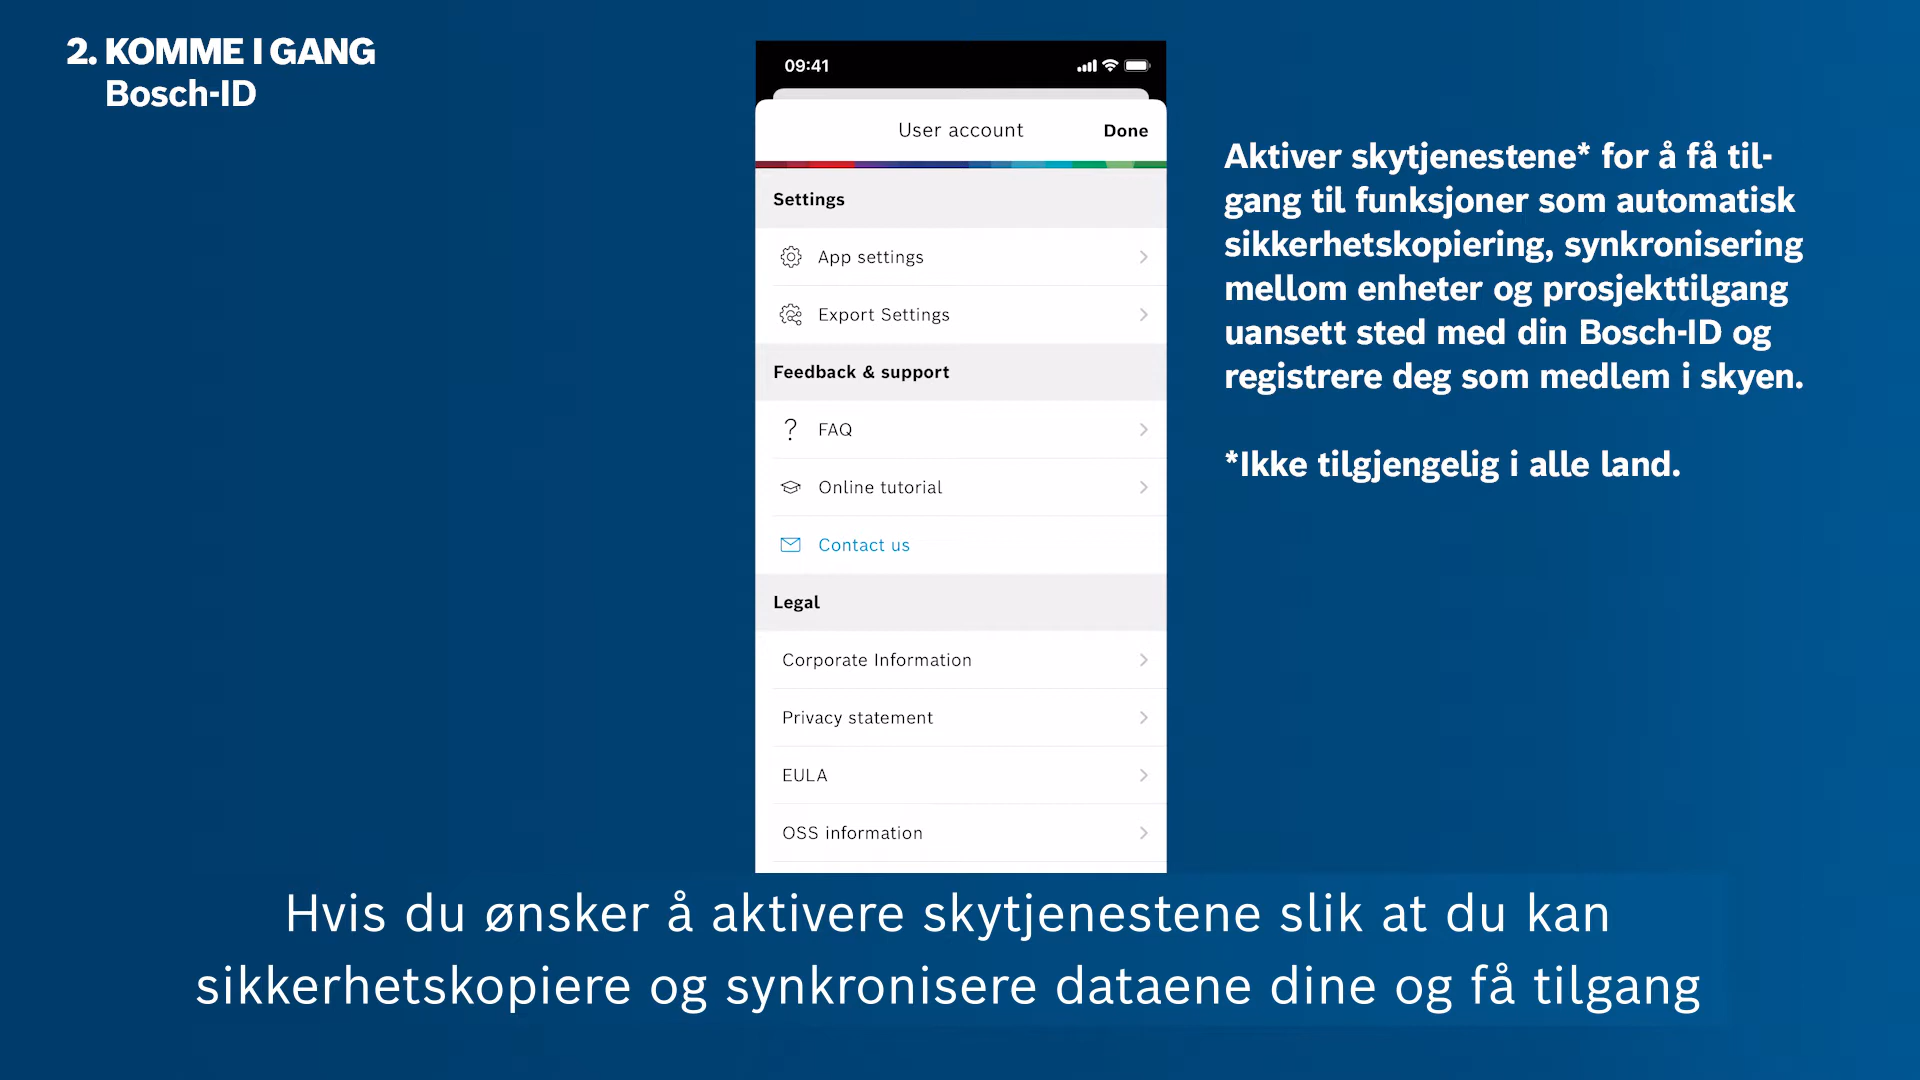 2. KOMME I GANG
Bosch-ID
09:41
User account
Done
Settings
App settings
Export Settings
Feedback & support
FAQ
Online tutorial
Contact us
Legal
Corporate Information
Privacy statement
EULA
OSS information
Aktiver skytjenestene* for å få til-
gang til funksjoner som automatisk
sikkerhetskopiering, synkronisering
mellom enheter og prosjekttilgang
uansett sted med din Bosch-ID og
registrere deg som medlem i skyen.
*Ikke tilgjengelig i alle land.
Hvis du ønsker å aktivere skytjenestene slik at du kan
sikkerhetskopiere og synkronisere dataene dine og få tilgang